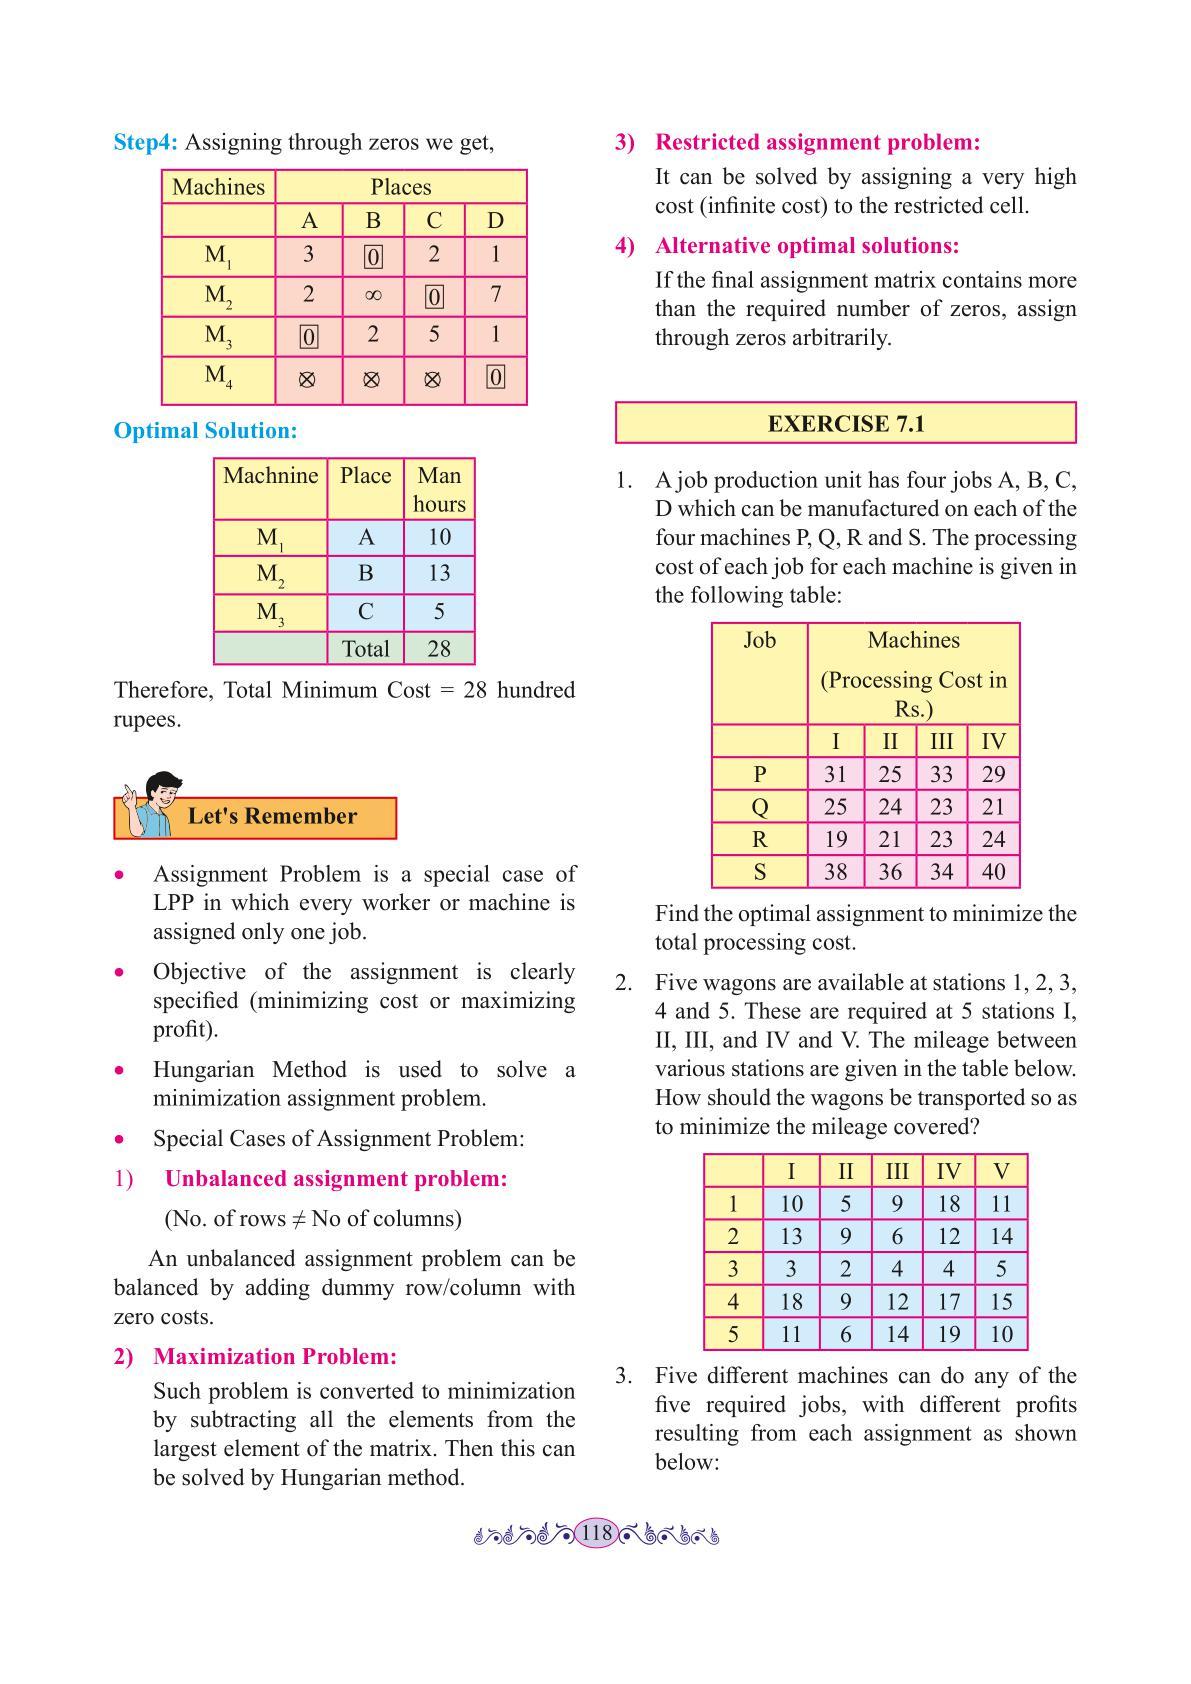 Step4: Assigning through zeros we get,
Machines Places
A B C D
M1 3 0 2 1
M2 2 ∞ 0 7
M3 0 2 5 1
M4 ⊗ ⊗ ⊗ 0
Optimal Solution:
Machnine Place Man
hours
M1 A 10
M2 B 13
M3 C 5
Total 28
Therefore, Total Minimum Cost = 28 hundred
rupees.
Let's Remember
• Assignment Problem is a special case of
LPP in which every worker or machine is
assigned only one job.
• Objective of the assignment is clearly
specified (minimizing cost or maximizing
profit).
• Hungarian Method is used to solve a
minimization assignment problem.
• Special Cases of Assignment Problem:
1) Unbalanced assignment problem:
(No. of rows ≠ No of columns)
An unbalanced assignment problem can be
balanced by adding dummy row/column with
zero costs.
2) Maximization Problem:
Such problem is converted to minimization
by subtracting all the elements from the
largest element of the matrix. Then this can
be solved by Hungarian method.
3) Restricted assignment problem:
It can be solved by assigning a very high
cost (infinite cost) to the restricted cell.
4) Alternative optimal solutions:
If the final assignment matrix contains more
than the required number of zeros, assign
through zeros arbitrarily.
EXERCISE 7.1
1. A job production unit has four jobs A, B, C,
D which can be manufactured on each of the
four machines P, Q, R and S. The processing
cost of each job for each machine is given in
the following table:
Job Machines
(Processing Cost in
Rs.)
I II III IV
P 31 25 33 29
Q 25 24 23 21
R 19 21 23 24
S 38 36 34 40
Find the optimal assignment to minimize the
total processing cost.
2. Five wagons are available at stations 1, 2, 3,
4 and 5. These are required at 5 stations I,
II, III, and IV and V. The mileage between
various stations are given in the table below.
How should the wagons be transported so as
to minimize the mileage covered?
I II III IV V
1 10 5 9 18 11
2 13 9 6 12 14
3 3 2 4 4 5
4 18 9 12 17 15
5 11 6 14 19 10
3. Five different machines can do any of the
five required jobs, with different profits
resulting from each assignment as shown
below:
118